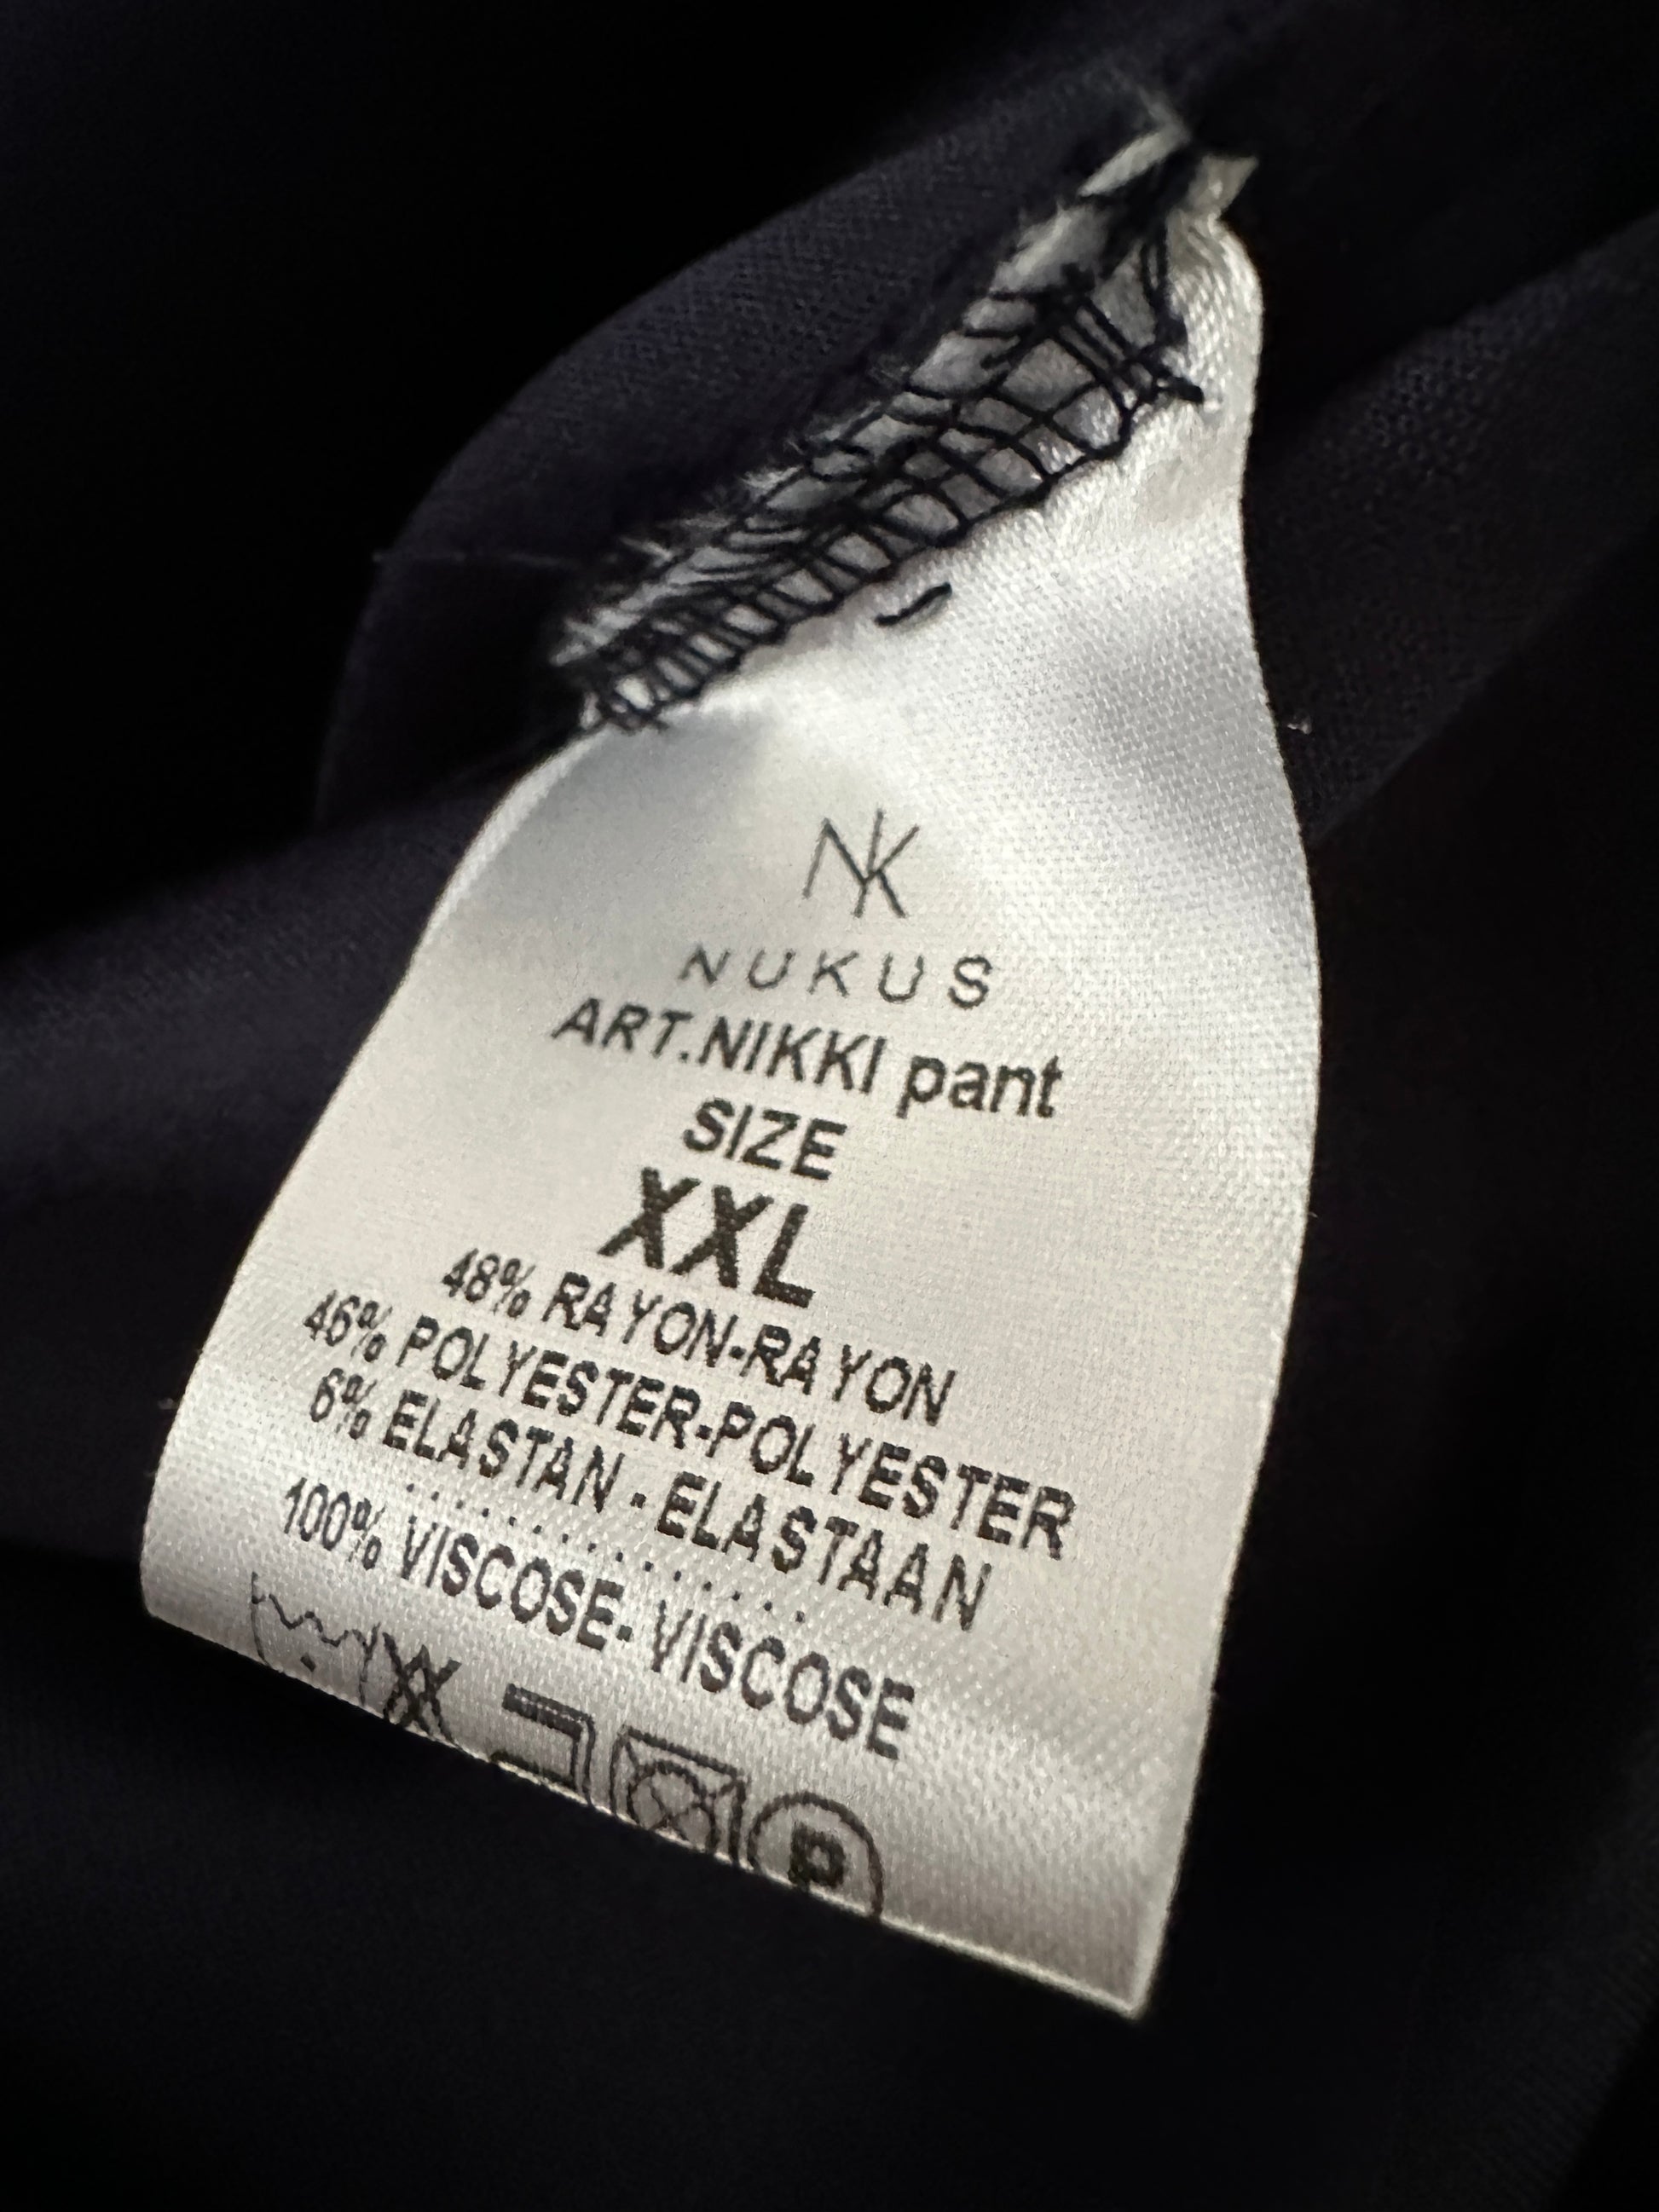 NK
NUKUS
ART.NIKKI pant
SIZE
XXL
48% RAYON-RAYON
46% POLYESTER-POLYESTER
6% ELASTAN - ELASTAAN
..............
100% VISCOSE- VISCOSE
P